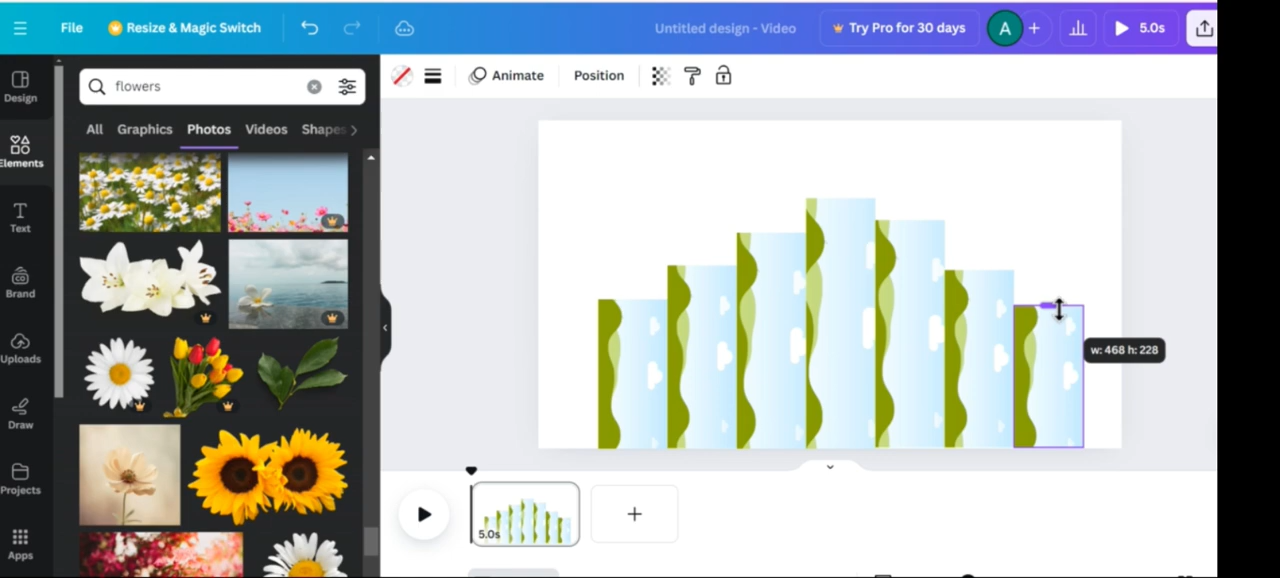 File
Resize & Magic Switch
Untitled design - Video
Try Pro for 30 days
A
5.0s
Design
Elements
Text
Brand
Uploads
Draw
Projects
Apps
flowers
All
Graphics
Photos
Videos
Shapes
Animate
Position
w: 468 h: 228
5.0s